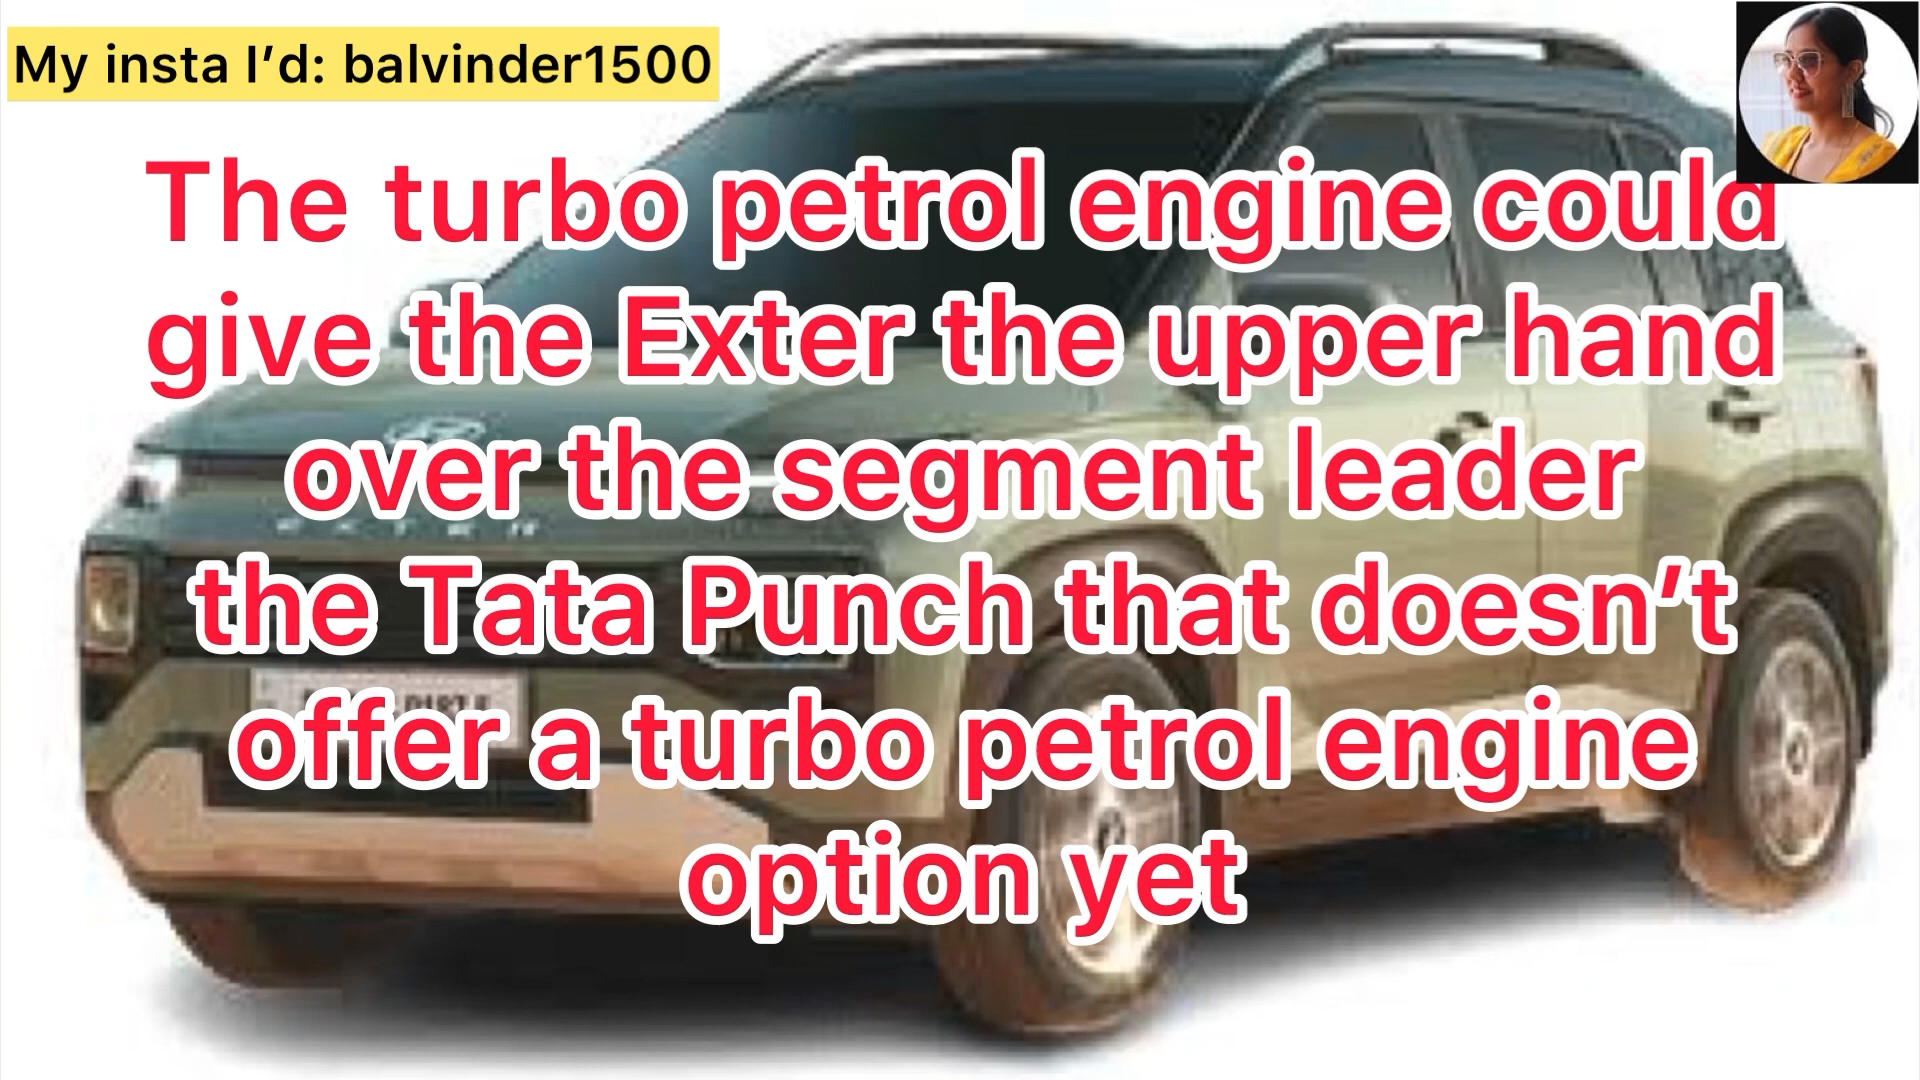 My insta I’d: balvinder1500
The turbo petrol engine could
give the Exter the upper hand
over the segment leader
the Tata Punch that doesn’t
offer a turbo petrol engine
option yet
EXTER